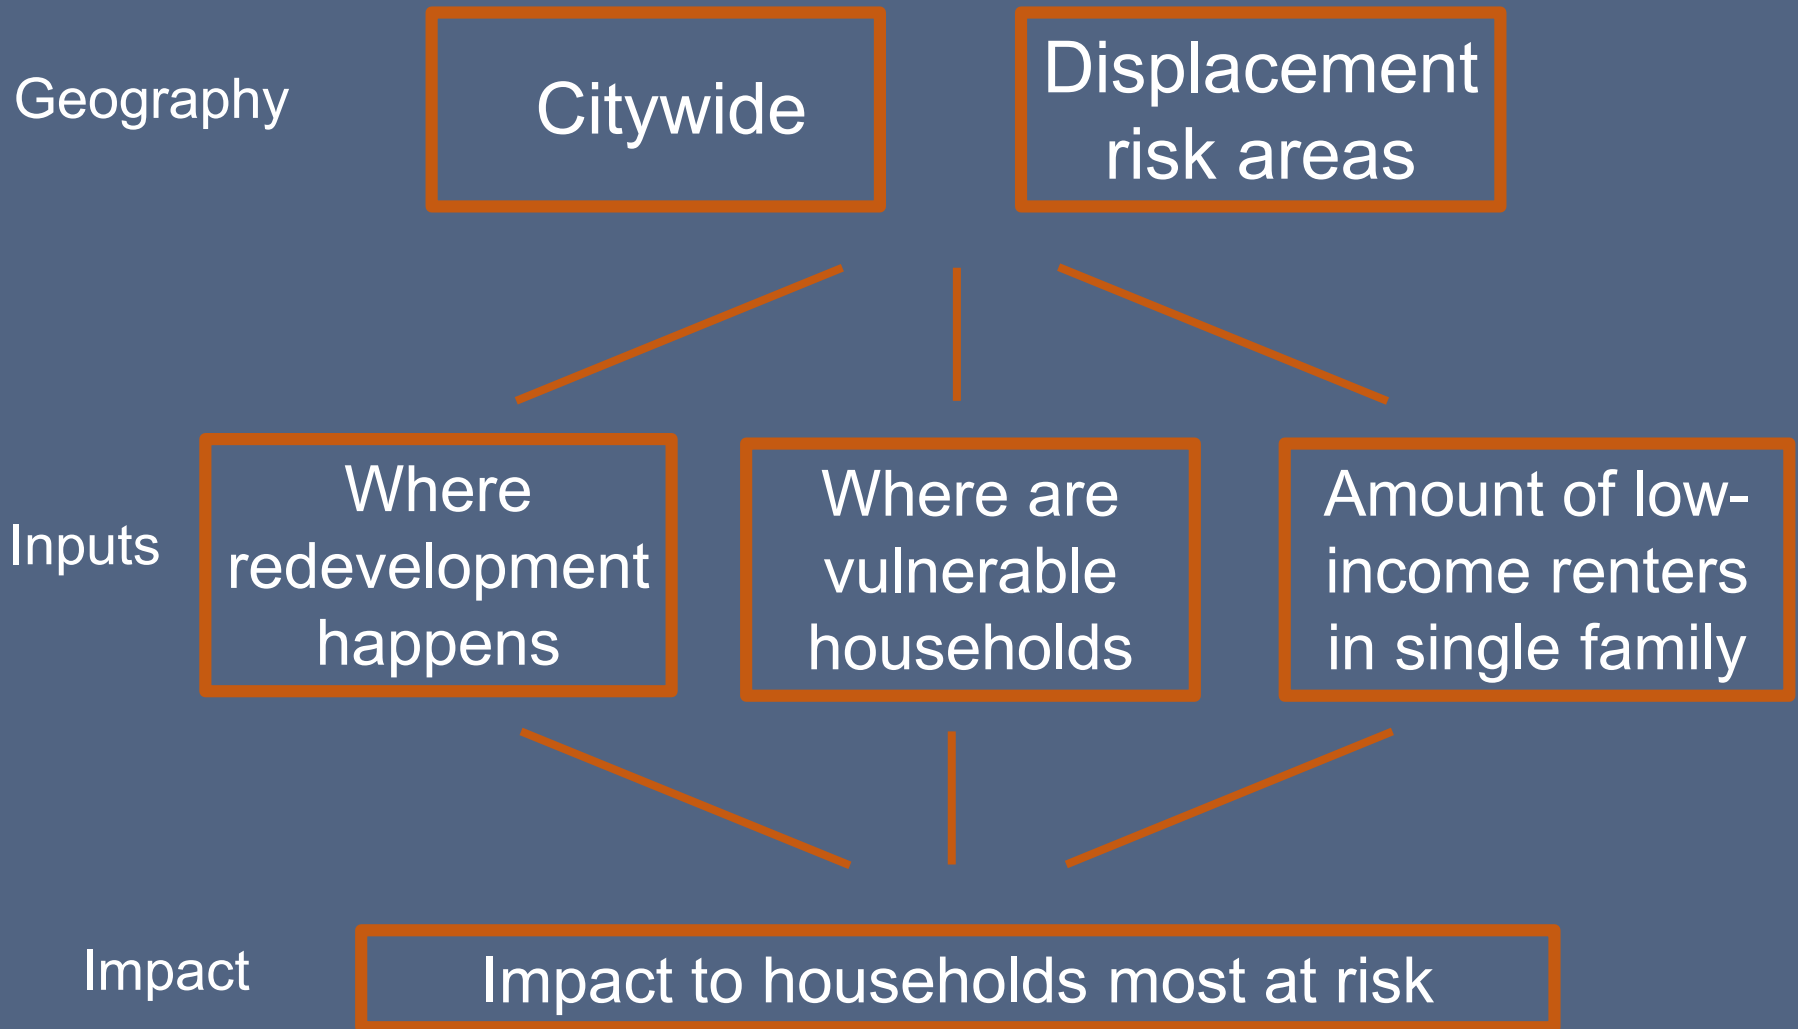 Geography
Citywide
Displacement
risk areas
Inputs
Where
redevelopment
happens
Where are
vulnerable
households
Amount of low-
income renters
in single family
Impact
Impact to households most at risk